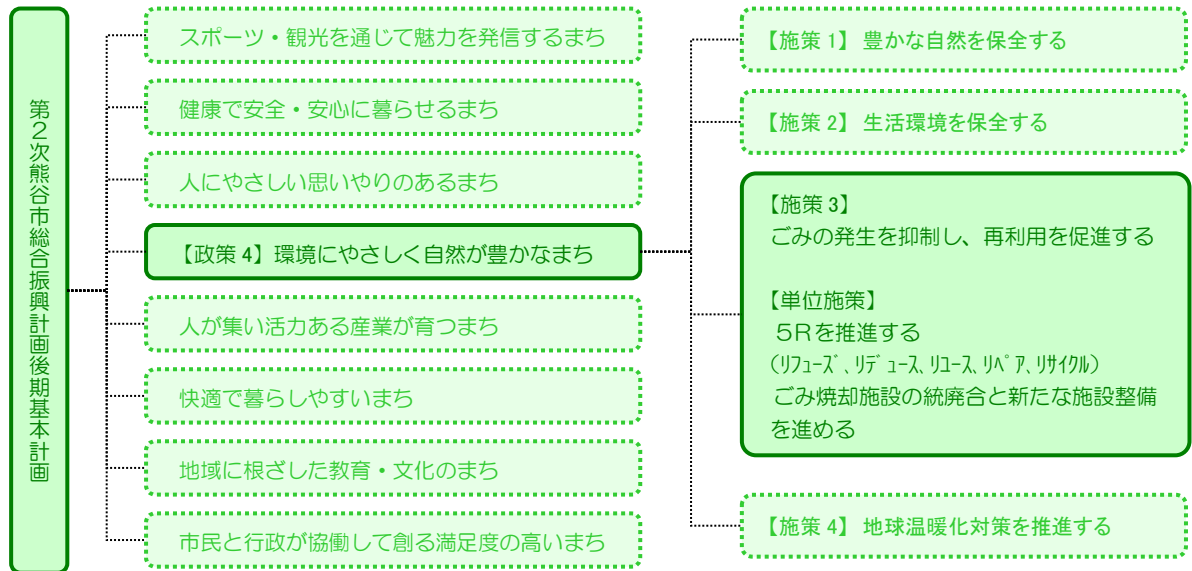 第２次熊谷市総合振興計画後期基本計画
スポーツ・観光を通じて魅力を発信するまち
健康で安全・安心に暮らせるまち
人にやさしい思いやりのあるまち
【政策 4】環境にやさしく自然が豊かなまち
人が集い活力ある産業が育つまち
快適で暮らしやすいまち
地域に根ざした教育・文化のまち
市民と行政が協働して創る満足度の高いまち
【施策 1】 豊かな自然を保全する
【施策 2】 生活環境を保全する
【施策 3】
ごみの発生を抑制し、再利用を促進する
【単位施策】
５Ｒを推進する
（ﾘﾌｭｰｽﾞ、ﾘﾃﾞｭｰｽ、ﾘﾕｰｽ、ﾘﾍﾟｱ、ﾘｻｲｸﾙ）
ごみ焼却施設の統廃合と新たな施設整備
を進める
【施策 4】 地球温暖化対策を推進する